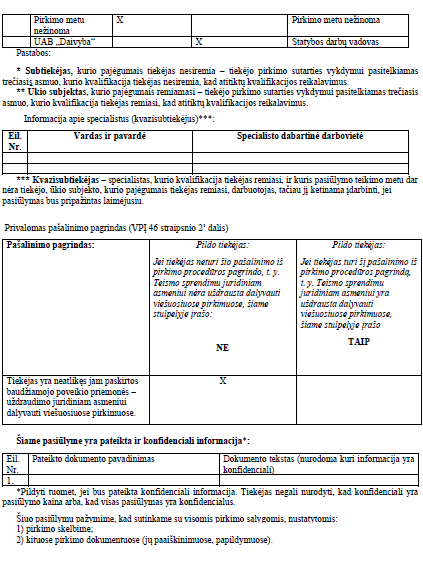 Pirkimo metu X Pirkimo metu nežinoma
nežinoma
UAB „Daivyba“ X Statybos darbų vadovas
Pastabos:
* Subtiekėjas, kurio pajėgumais tiekėjas nesiremia – tiekėjo pirkimo sutarties vykdymui pasitelkiamas
trečiasis asmuo, kurio kvalifikacija tiekėjas nesiremia, kad atitiktų kvalifikacijos reikalavimus.
** Ukio subjektas, kurio pajėgumais remiamasi – tiekėjo pirkimo sutarties vykdymui pasitelkiamas trečiasis
asmuo, kurio kvalifikacija tiekėjas remiasi, kad atitiktų kvalifikacijos reikalavimus.
Informacija apie specialistus (kvazisubtiekėjus)***:
Eil. Vardas ir pavardė Specialisto dabartinė darbovietė
Nr.
*** Kvazisubtiekėjas – specialistas, kurio kvalifikacija tiekėjas remiasi, ir kuris pasiūlymo teikimo metu dar
nėra tiekėjo, ūkio subjekto, kurio pajėgumais tiekėjas remiasi, darbuotojas, tačiau jį ketinama įdarbinti, jei
pasiūlymas bus pripažintas laimėjusiu.
Privalomas pašalinimo pagrindas (VPĮ 46 straipsnio 2¹ dalis)
Pašalinimo pagrindas:
Pildo tiekėjas:
Jei tiekėjas neturi šio pašalinimo iš
pirkimo procedūros pagrindo, t. y.
Teismo sprendimu juridiniam
asmeniui nėra uždrausta dalyvauti
viešuosiuose pirkimuose, šiame
stulpelyje įrašo:
NE
Pildo tiekėjas:
Jei tiekėjas turi šį pašalinimo iš
pirkimo procedūros pagrindą,
t. y. Teismo sprendimu
juridiniam asmeniui yra
uždrausta dalyvauti
viešuosiuose pirkimuose,
šiame stulpelyje įrašo
TAIP
Tiekėjas yra neatlikęs jam paskirtos X
baudžiamojo poveikio priemonės –
uždraudimo juridiniam asmeniui
dalyvauti viešuosiuose pirkimuose.
Šiame pasiūlyme yra pateikta ir konfidenciali informacija*:
Eil. Pateikto dokumento pavadinimas Dokumento tekstas (nurodoma kuri informacija yra
Nr. konfidenciali)
1.
*Pildyti tuomet, jei bus pateikta konfidenciali informacija. Tiekėjas negali nurodyti, kad konfidenciali yra
pasiūlymo kaina arba, kad visas pasiūlymas yra konfidencialus.
Šiuo pasiūlymu pažymime, kad sutinkame su visomis pirkimo sąlygomis, nustatytomis:
1) pirkimo skelbime;
2) kituose pirkimo dokumentuose (jų paaiškinimuose, papildymuose).